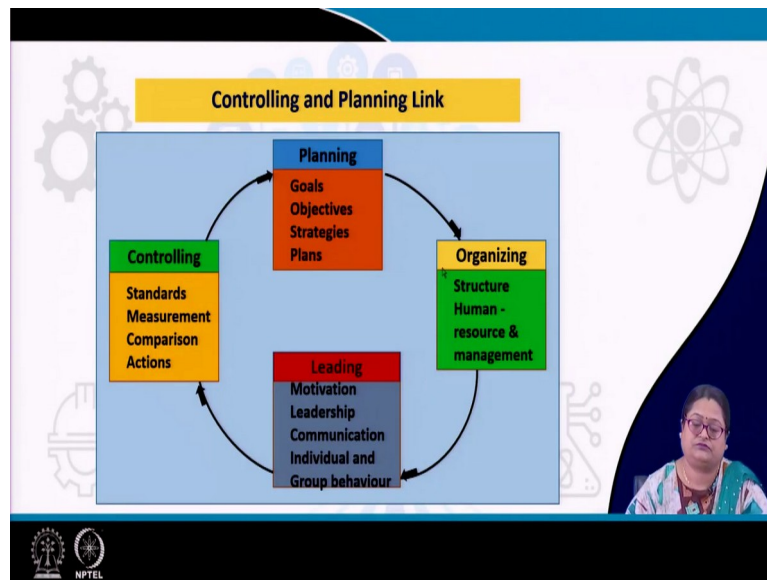 Controlling and Planning Link
Planning
Goals
Objectives
Strategies
Plans
Organizing
Structure
Human -
resource &
management
Leading
Motivation
Leadership
Communication
Individual and
Group behaviour
Controlling
Standards
Measurement
Comparison
Actions
NPTEL